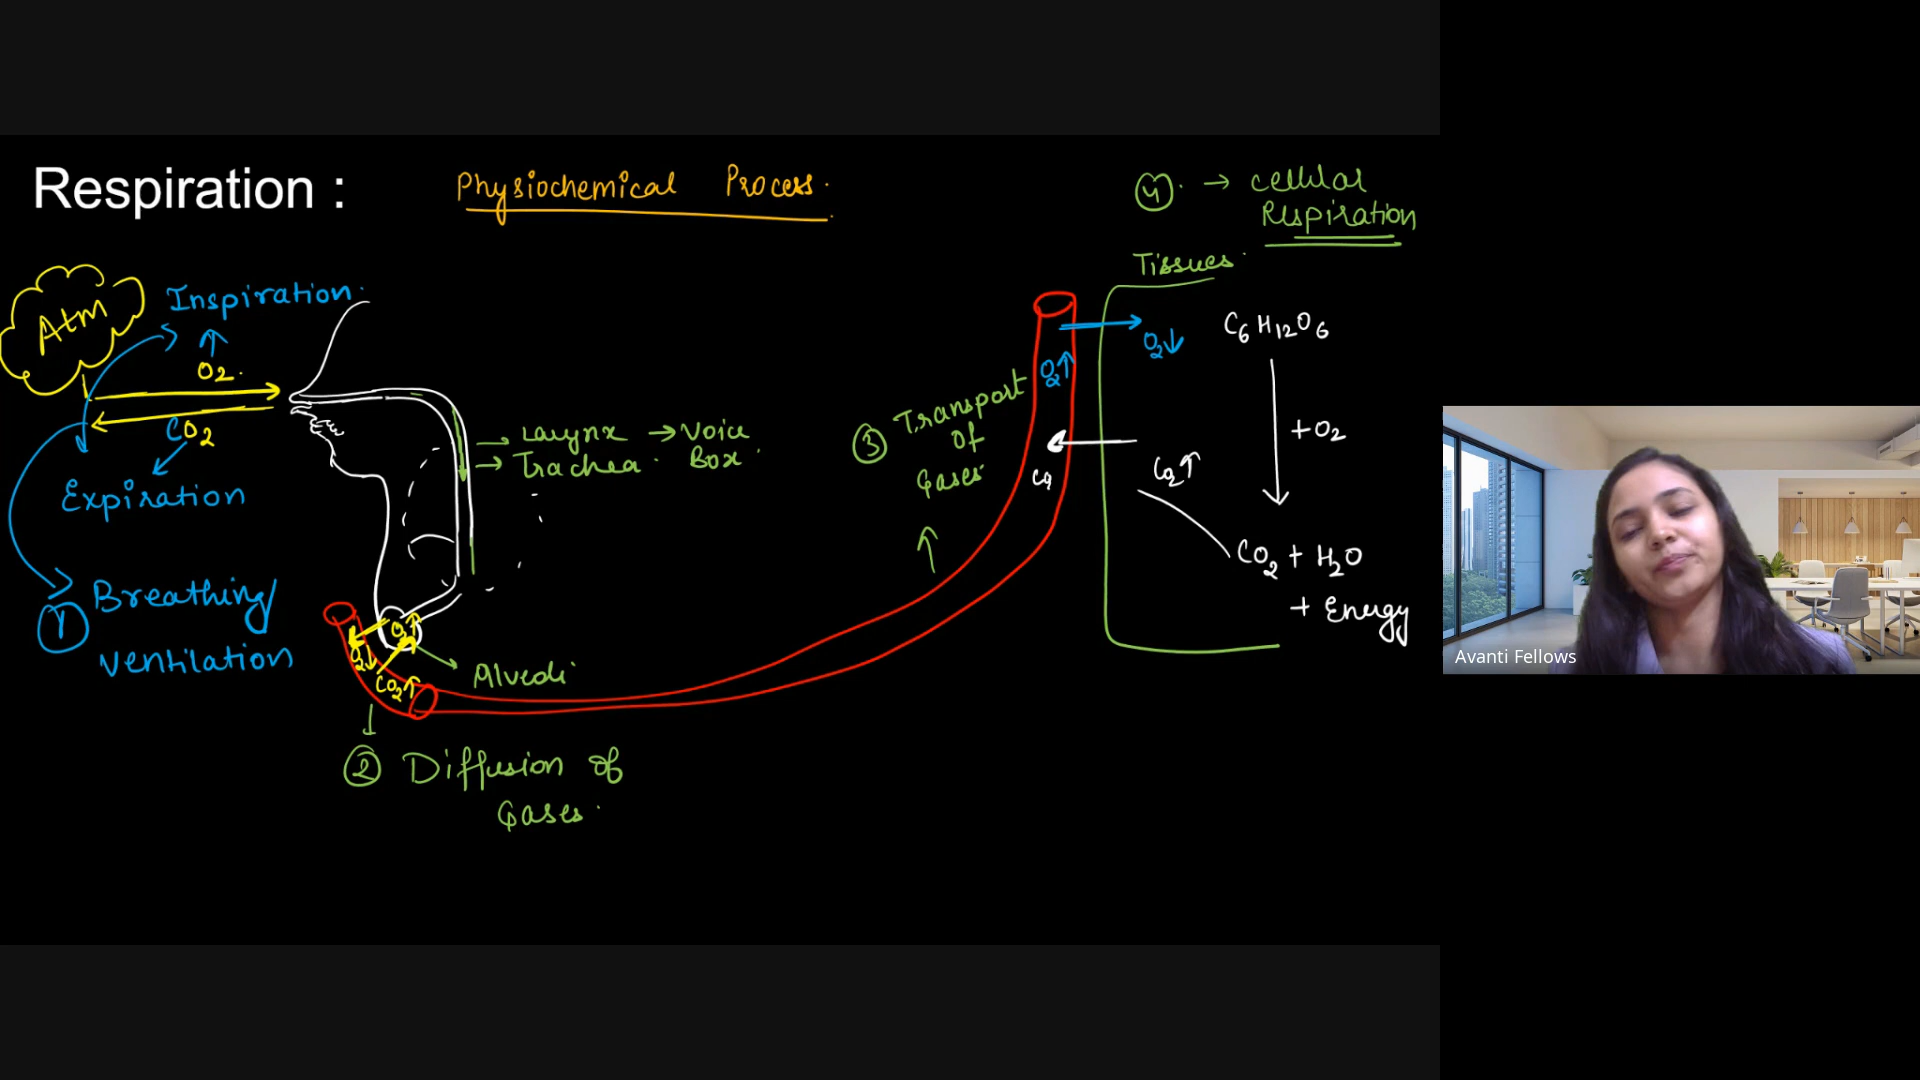 Respiration :
Physiochemical Process.
4. → cellular
Respiration
Tissues.
Atm
Inspiration.
O2.
CO2
Expiration
1 Breathing/
ventilation
→ Larynx → Voice
→ Trachea. Box.
O2↑
O2↓
CO2↑
Alveoli
2 Diffusion of
Gases.
3 Transport
of
Gases
O2↑
O2↓
CO2↑
C6H12O6
+O2
CO2 + H2O
+ Energy
Avanti Fellows